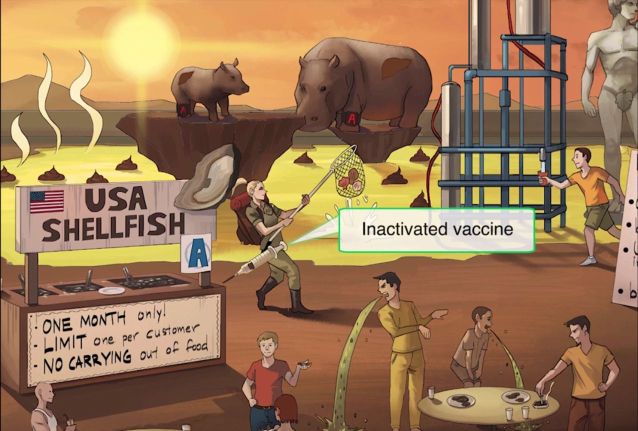 A
A
USA
SHELLFISH
Inactivated vaccine
A
- ONE MONTH only!
- LIMIT one per customer
- NO CARRYING out of food